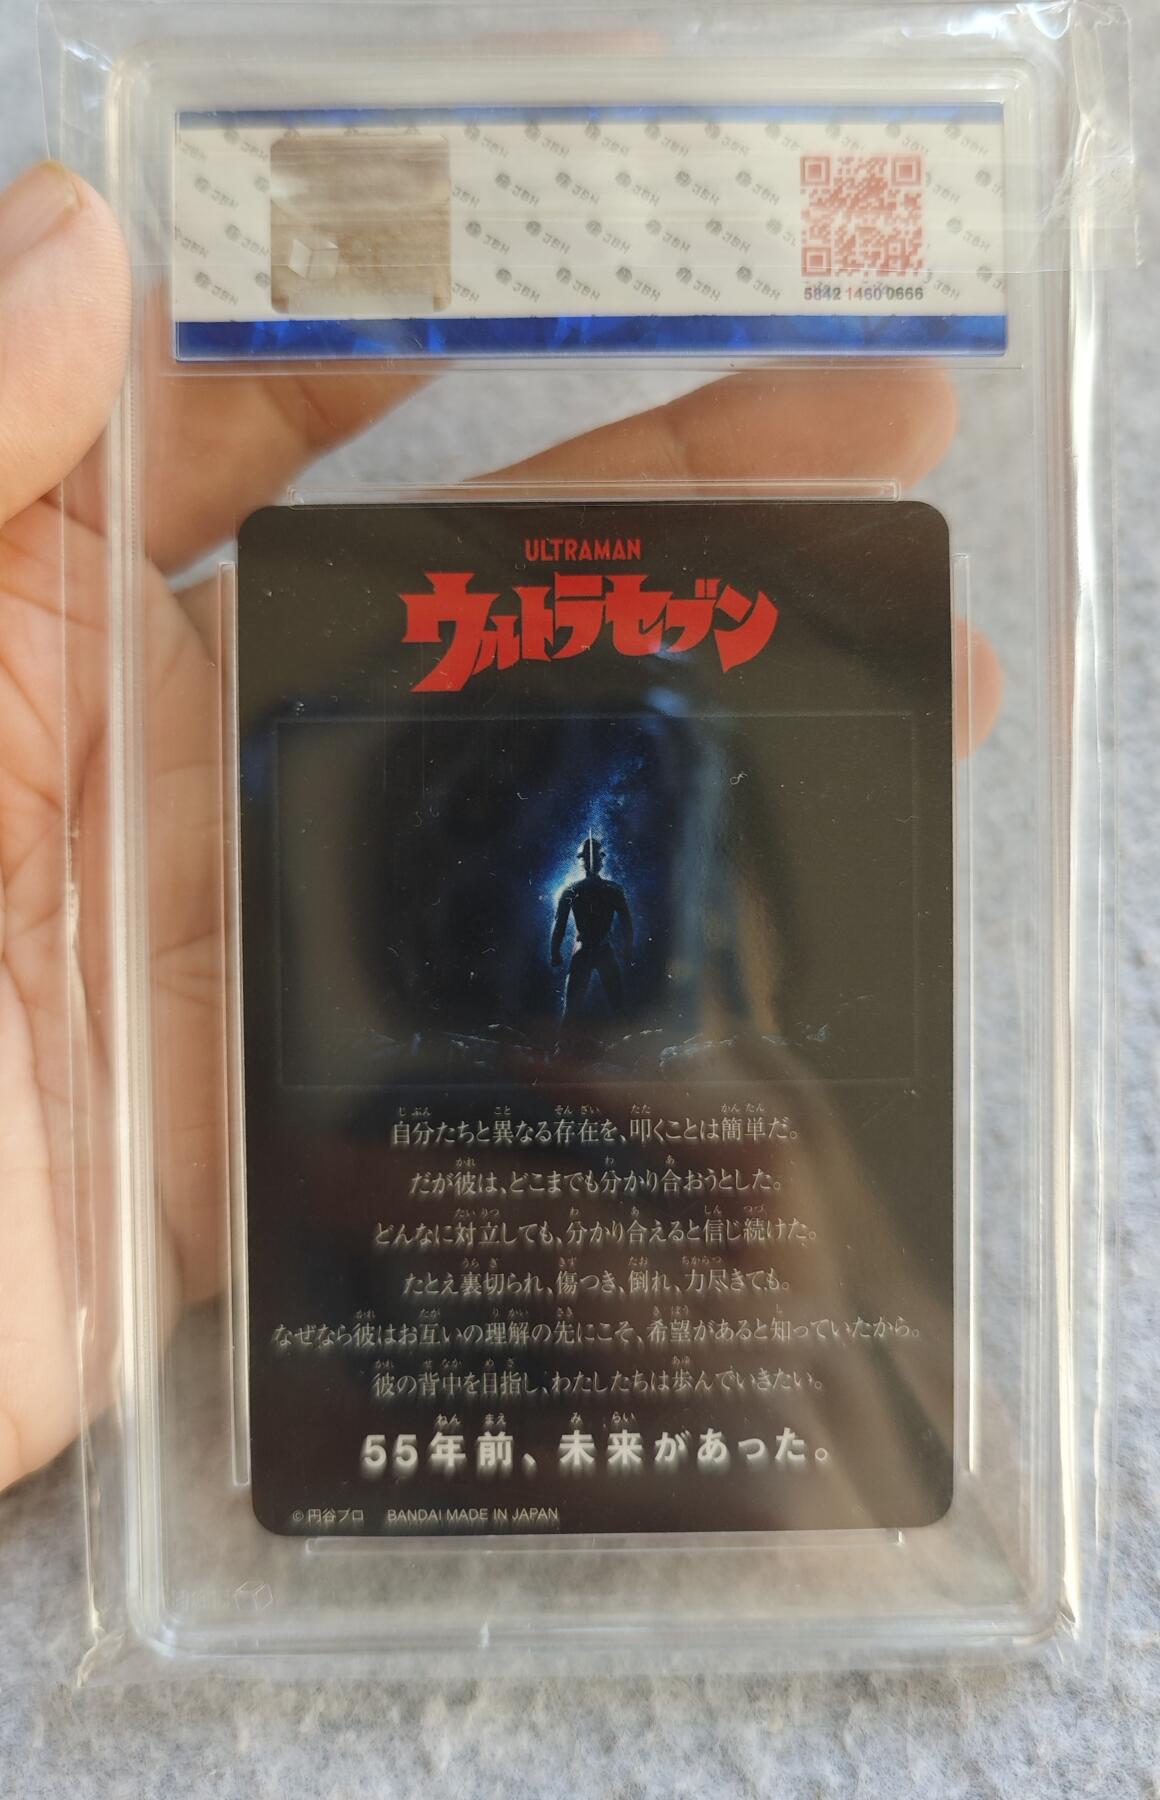 JBH
5842 1460 0666
ULTRAMAN
ウルトラセブン
自分たちと異なる存在を、叩くことは簡単だ。
だが彼は、どこまでも分かり合おうとした。
どんなに対立しても、分かり合えると信じ続けた。
たとえ裏切られ、傷つき、倒れ、力尽きても。
なぜなら彼はお互いの理解の先にこそ、希望があると知っていたから。
彼の背中を目指し、わたしたちは歩んでいきたい。
55年前、未来があった。
©円谷プロ BANDAI MADE IN JAPAN